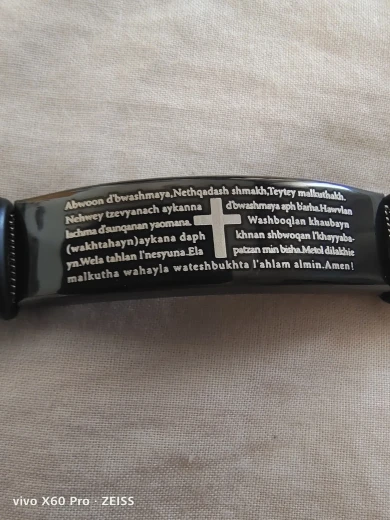 Abwoon d'bwashmaya,Nethqadash shmakh,Teytey malkuthakh.
Nehwey tzevyanach aykanna d'bwashmaya aph b'arha.Hawvlan
lachma d'sunqanan yaomana. Washboqlan khaubayn
(wakhtahayn)aykana daph khnan shbwoqan l'khayyaba-
yn.Wela tahlan l'nesyuna.Ela patzan min bisha.Metol dilakhie
malkutha wahayla wateshbukhta l'ahlam almin.Amen!
vivo X60 Pro · ZEISS